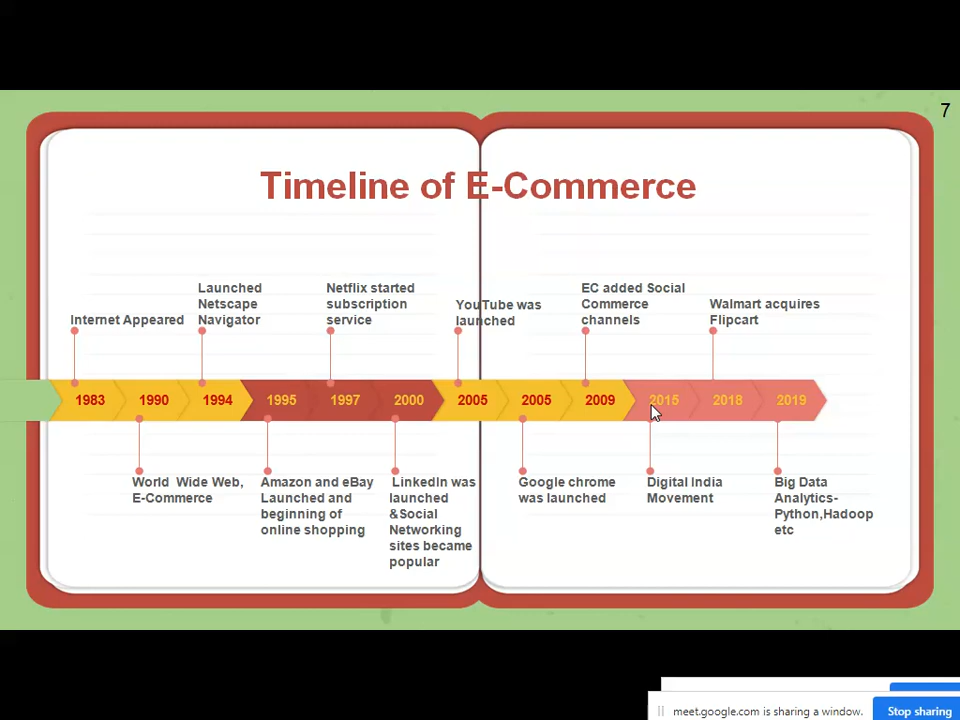 7
Timeline of E-Commerce
Internet Appeared
Launched
Netscape
Navigator
Netflix started
subscription
service
YouTube was
launched
EC added Social
Commerce
channels
Walmart acquires
Flipcart
1983 1990 1994 1995 1997 2000 2005 2005 2009 2015 2018 2019
World Wide Web,
E-Commerce
Amazon and eBay
Launched and
beginning of
online shopping
LinkedIn was
launched
&Social
Networking
sites became
popular
Google chrome
was launched
Digital India
Movement
Big Data
Analytics-
Python,Hadoop
etc
meet.google.com is sharing a window.
Stop sharing